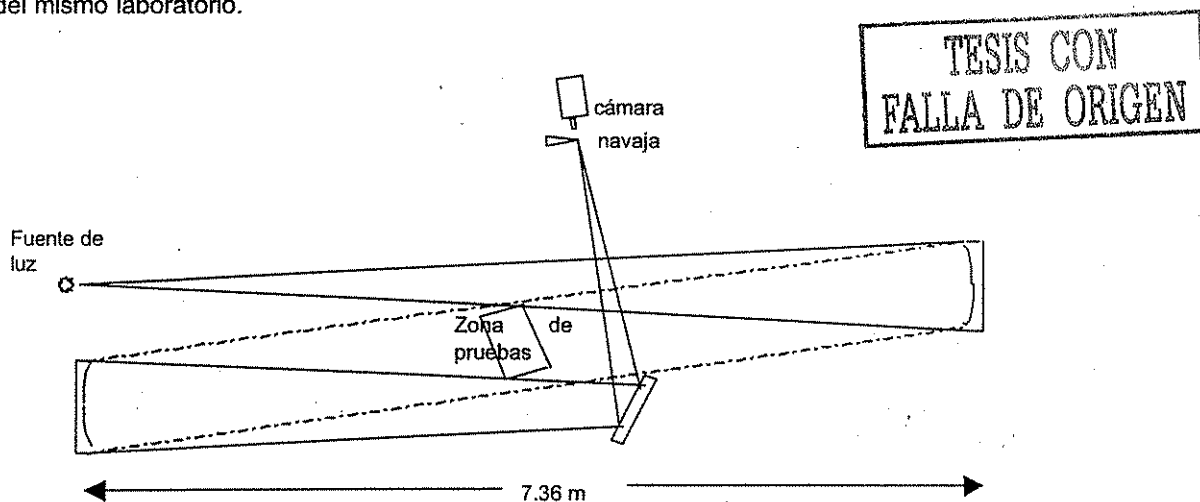 del mismo laboratorio.
TESIS CON
FALLA DE ORIGEN
cámara
navaja
Fuente de
luz
Zona de
pruebas
7.36 m